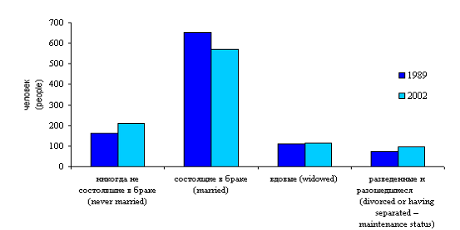 700
600
500
400
300
200
100
0
человек
(people)
1989
2002
никогда не
состоявшие в браке
(never married)
состоящие в браке
(married)
вдовые (widowed)
разведенные и
разошедшиеся
(divorced or having
separated –
maintenance status)